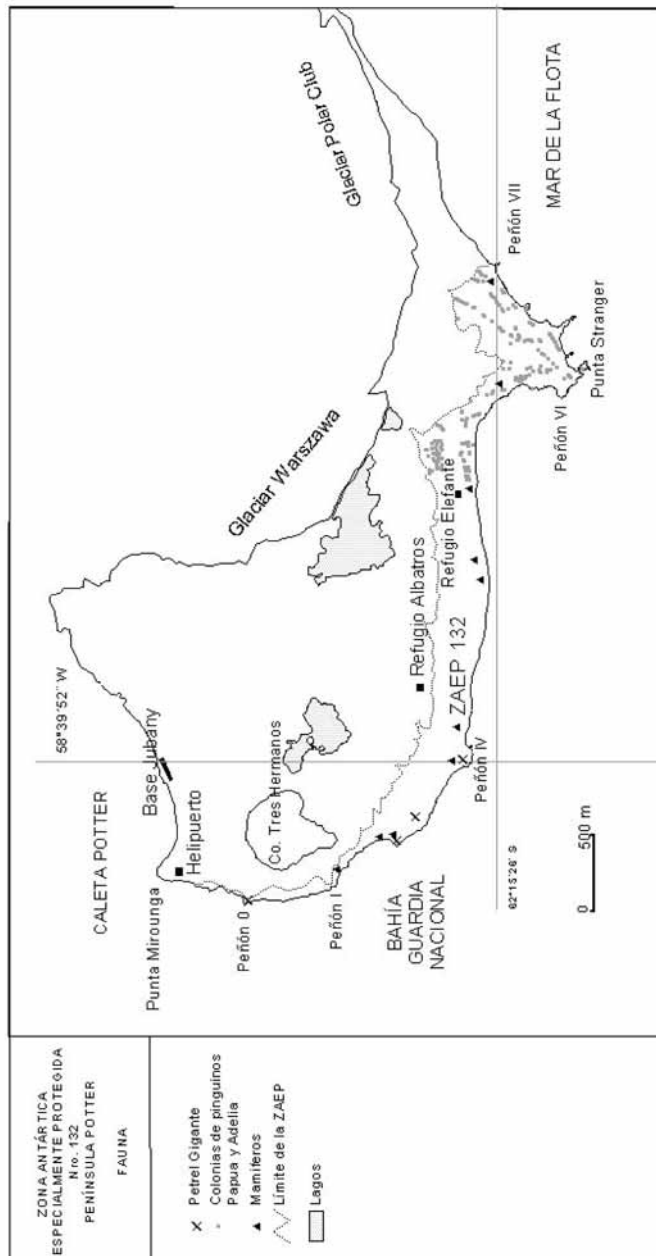 ZONA ANTÁRTICA
ESPECIALMENTE PROTEGIDA
Nro. 132
PENÍNSULA POTTER
FAUNA
Petrel Gigante
Colonias de pinguinos
Papua y Adelia
Mamíferos
Límite de la ZAEP
Lagos
CALETA POTTER
58°39'52" W
Punta Mirounga
Helipuerto
Base Jubany
Peñón 0
Co. Tres Hermanos
Peñón I
BAHÍA
GUARDIA
NACIONAL
Peñón IV
Refugio Albatros
ZAEP 132
Refugio Elefante
Glaciar Warszawa
Glaciar Polar Club
Peñón VI
Punta Stranger
Peñón VII
MAR DE LA FLOTA
62°15'26" S
0 500 m